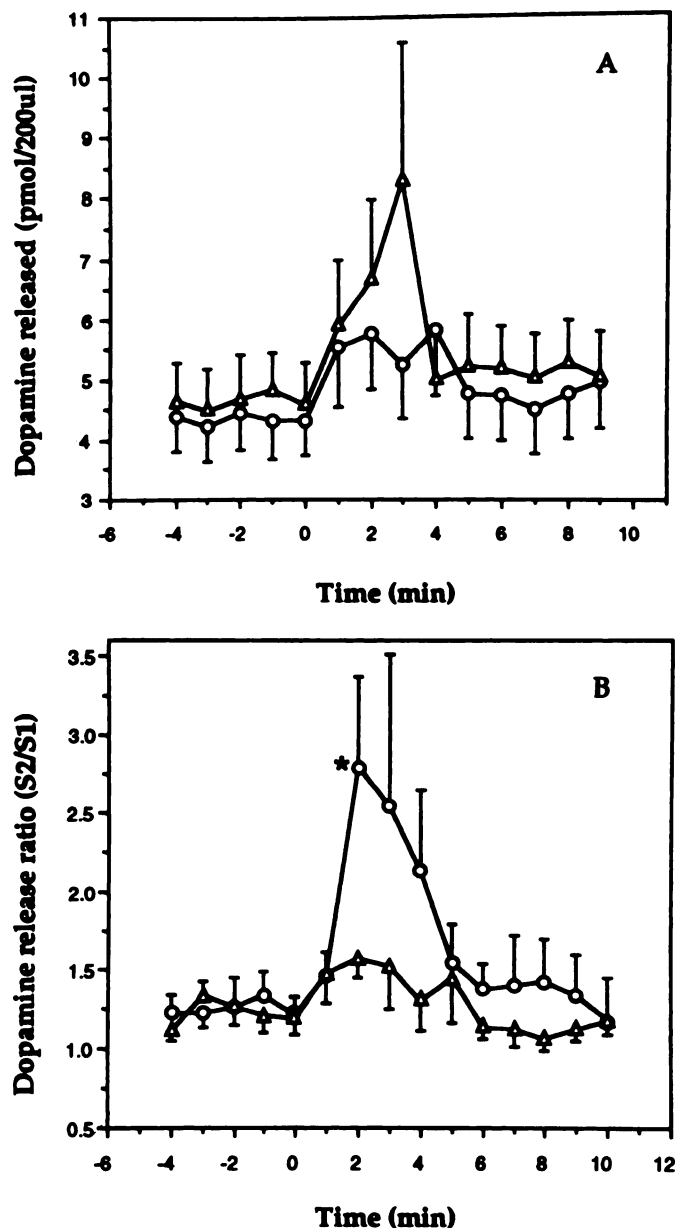 A
Dopamine released (pmol/200ul)
11
10
9
8
7
6
5
4
3
-6 -4 -2 0 2 4 6 8 10
Time (min)
B
Dopamine release ratio (S2/S1)
3.5
3.0
2.5
2.0
1.5
1.0
0.5
*
-6 -4 -2 0 2 4 6 8 10 12
Time (min)